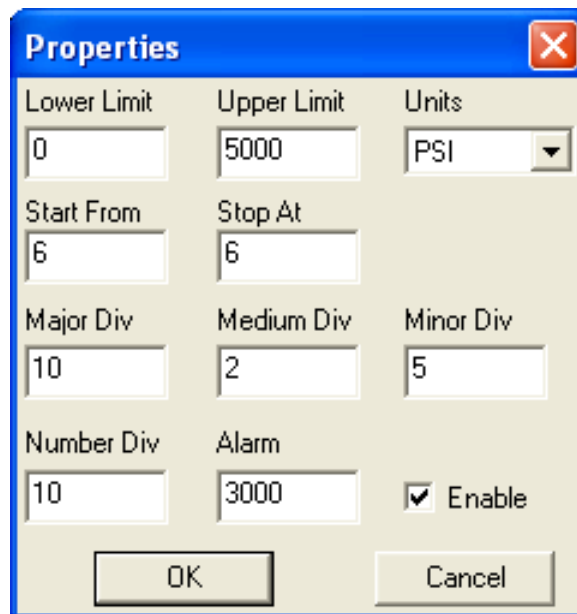 Properties
Lower Limit Upper Limit Units
0 5000 PSI
Start From Stop At
6 6
Major Div Medium Div Minor Div
10 2 5
Number Div Alarm
10 3000 Enable
OK Cancel